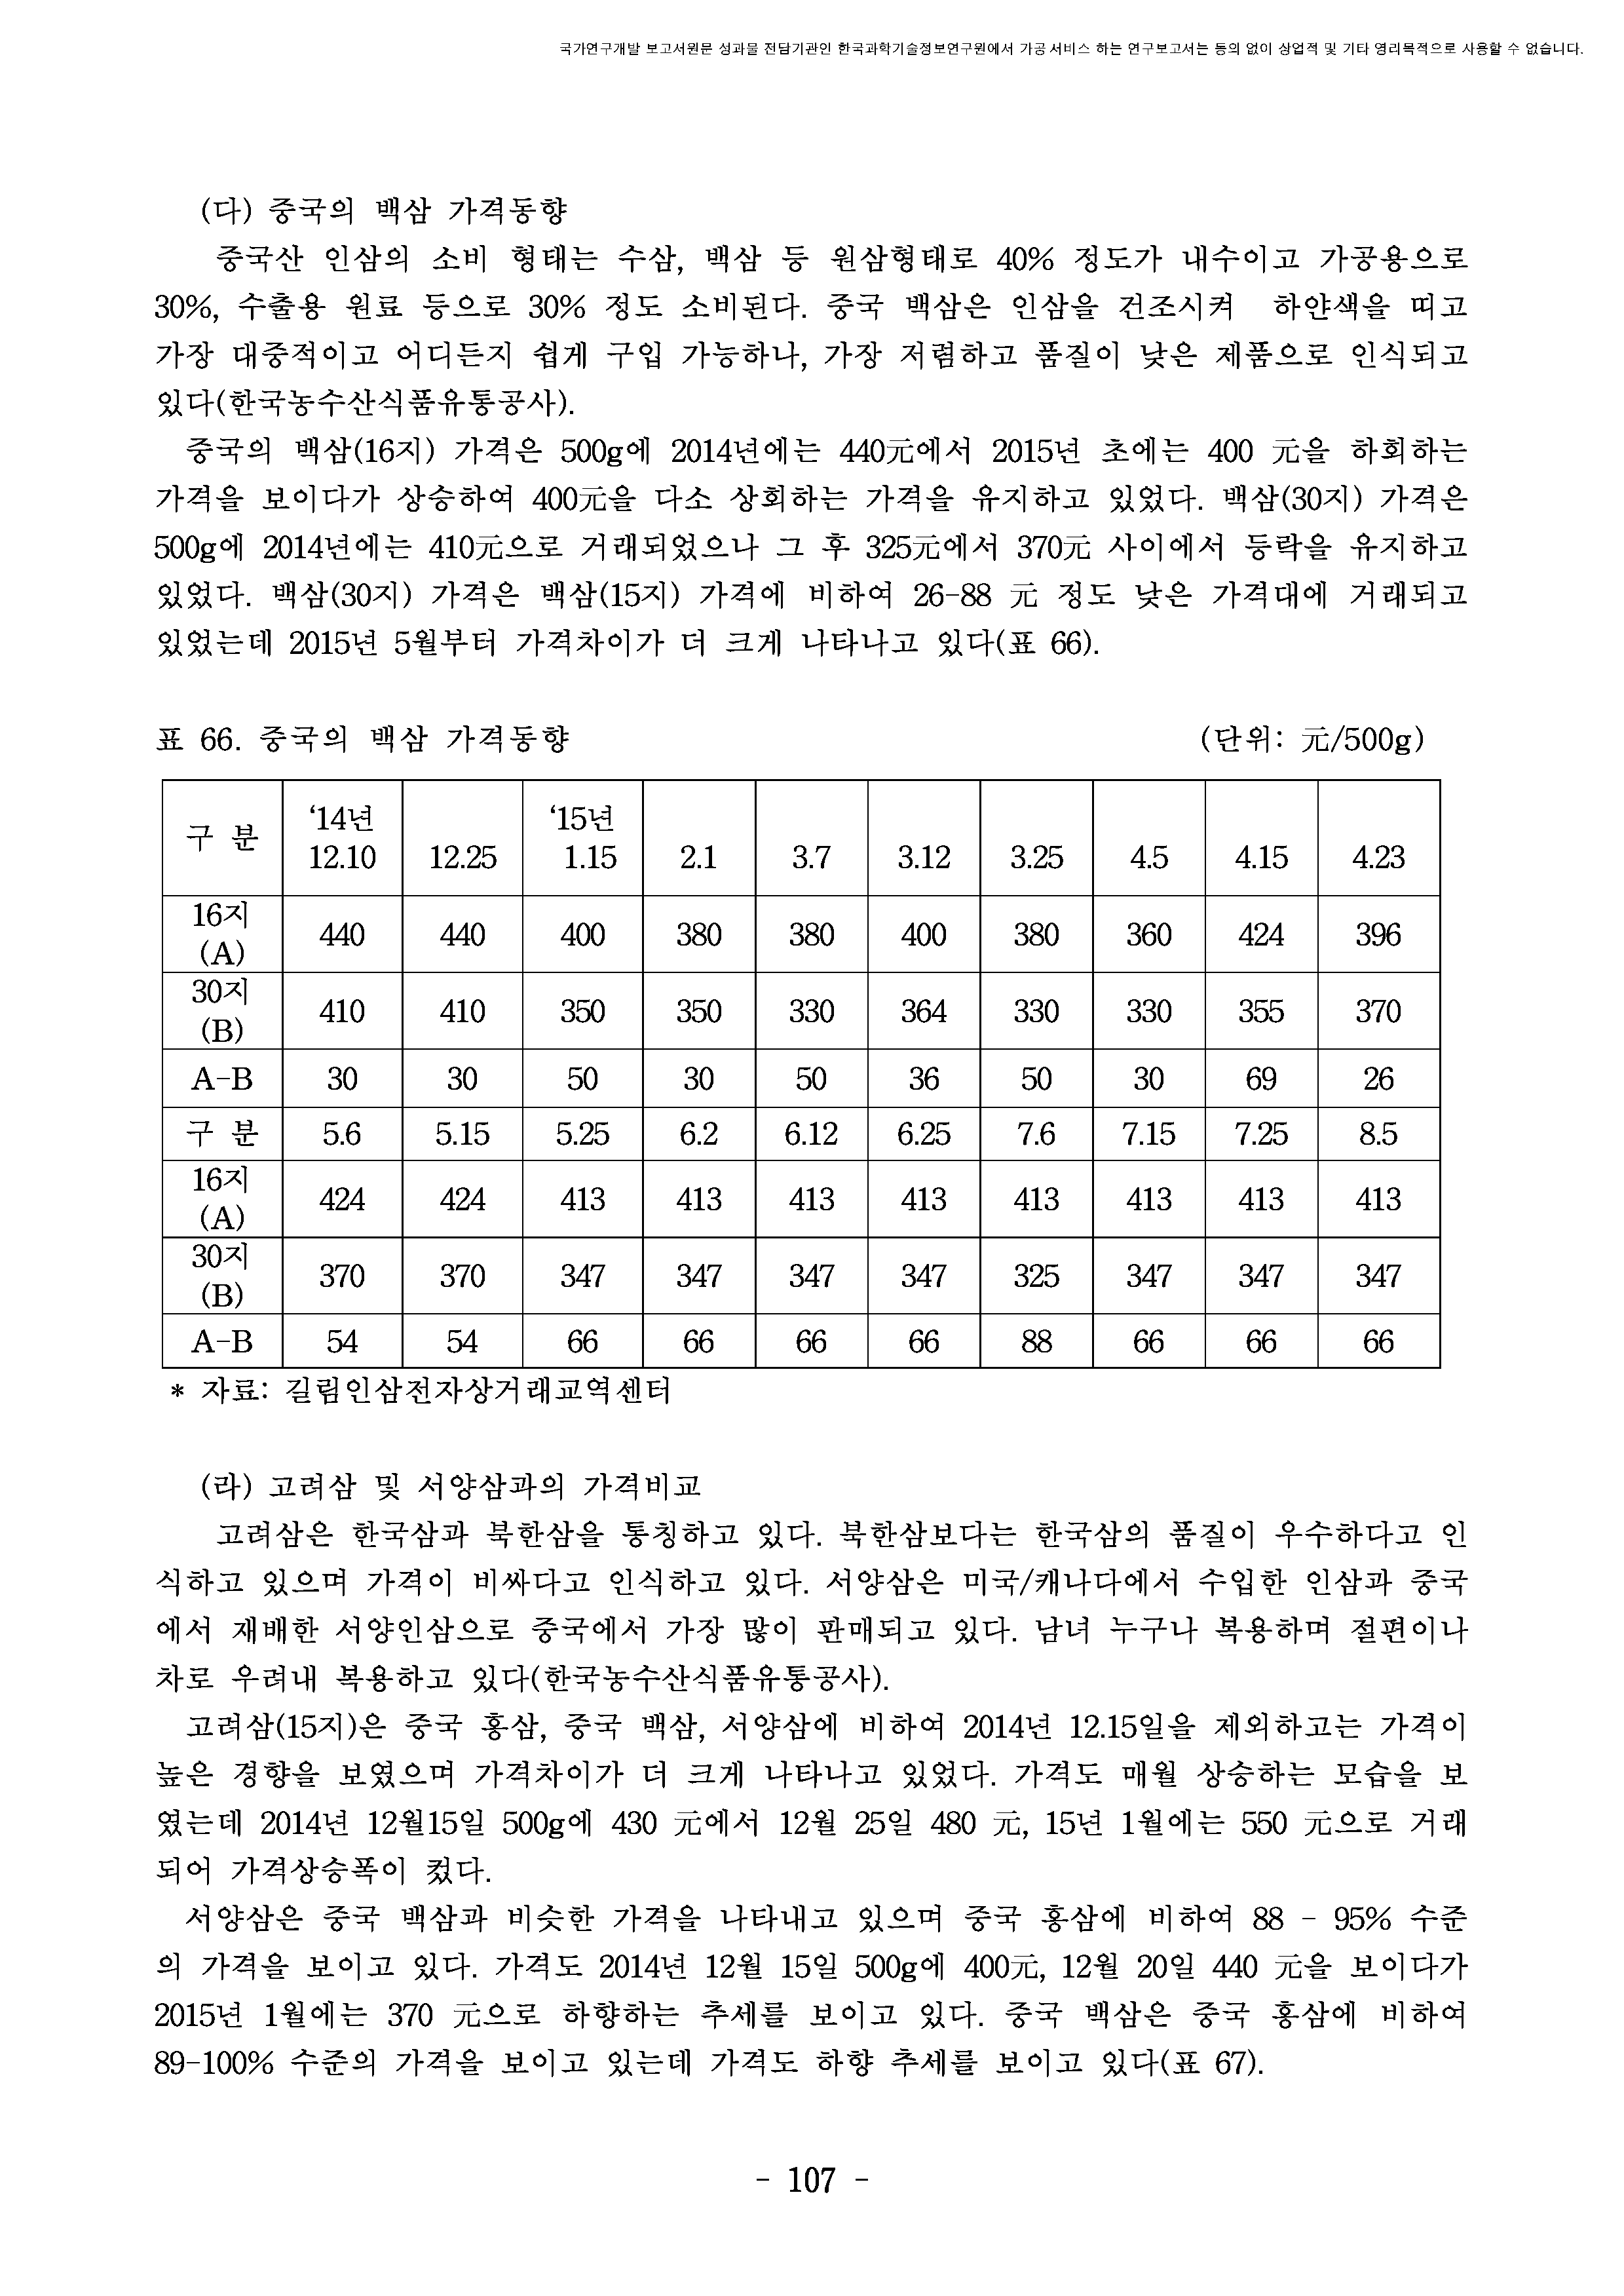 국가연구개발 보고서원문 성과물 전담기관인 한국과학기술정보연구원에서 가공·서비스 하는 연구보고서는 동의 없이 상업적 및 기타 영리목적으로 사용할 수 없습니다.
(다) 중국의 백삼 가격동향
중국산 인삼의 소비 형태는 수삼, 백삼 등 원삼형태로 40% 정도가 내수이고 가공용으로
30%, 수출용 원료 등으로 30% 정도 소비된다. 중국 백삼은 인삼을 건조시켜 하얀색을 띠고
가장 대중적이고 어디든지 쉽게 구입 가능하나, 가장 저렴하고 품질이 낮은 제품으로 인식되고
있다(한국농수산식품유통공사).
중국의 백삼(16지) 가격은 500g에 2014년에는 440元에서 2015년 초에는 400 元을 하회하는
가격을 보이다가 상승하여 400元을 다소 상회하는 가격을 유지하고 있었다. 백삼(30지) 가격은
500g에 2014년에는 410元으로 거래되었으나 그 후 325元에서 370元 사이에서 등락을 유지하고
있었다. 백삼(30지) 가격은 백삼(15지) 가격에 비하여 26-88 元 정도 낮은 가격대에 거래되고
있었는데 2015년 5월부터 가격차이가 더 크게 나타나고 있다(표 66).
표 66. 중국의 백삼 가격동향 (단위: 元/500g)
구 분 ‘14년 12.10 12.25 ‘15년 1.15 2.1 3.7 3.12 3.25 4.5 4.15 4.23
16지 (A) 440 440 400 380 380 400 380 360 424 396
30지 (B) 410 410 350 350 330 364 330 330 355 370
A-B 30 30 50 30 50 36 50 30 69 26
구 분 5.6 5.15 5.25 6.2 6.12 6.25 7.6 7.15 7.25 8.5
16지 (A) 424 424 413 413 413 413 413 413 413 413
30지 (B) 370 370 347 347 347 347 325 347 347 347
A-B 54 54 66 66 66 66 88 66 66 66
* 자료: 길림인삼전자상거래교역센터
(라) 고려삼 및 서양삼과의 가격비교
고려삼은 한국삼과 북한삼을 통칭하고 있다. 북한삼보다는 한국삼의 품질이 우수하다고 인
식하고 있으며 가격이 비싸다고 인식하고 있다. 서양삼은 미국/캐나다에서 수입한 인삼과 중국
에서 재배한 서양인삼으로 중국에서 가장 많이 판매되고 있다. 남녀 누구나 복용하며 절편이나
차로 우려내 복용하고 있다(한국농수산식품유통공사).
고려삼(15지)은 중국 홍삼, 중국 백삼, 서양삼에 비하여 2014년 12.15일을 제외하고는 가격이
높은 경향을 보였으며 가격차이가 더 크게 나타나고 있었다. 가격도 매월 상승하는 모습을 보
였는데 2014년 12월15일 500g에 430 元에서 12월 25일 480 元, 15년 1월에는 550 元으로 거래
되어 가격상승폭이 컸다.
서양삼은 중국 백삼과 비슷한 가격을 나타내고 있으며 중국 홍삼에 비하여 88 - 95% 수준
의 가격을 보이고 있다. 가격도 2014년 12월 15일 500g에 400元, 12월 20일 440 元을 보이다가
2015년 1월에는 370 元으로 하향하는 추세를 보이고 있다. 중국 백삼은 중국 홍삼에 비하여
89-100% 수준의 가격을 보이고 있는데 가격도 하향 추세를 보이고 있다(표 67).
- 107 -